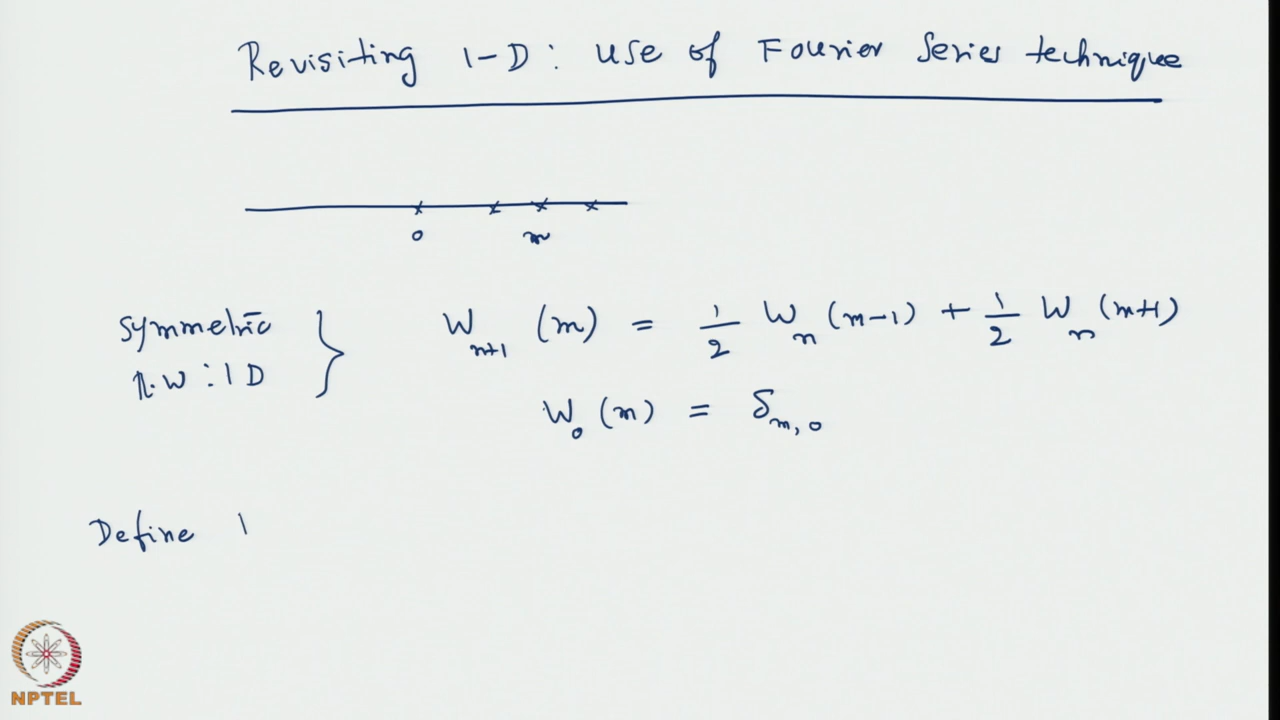 Revisiting 1-D: Use of Fourier Series technique
0 m
Symmetric
r.w: 1D
W_{n+1} (m) = 1/2 W_n (m-1) + 1/2 W_n (m+1)
W_0 (m) = δ_{m,0}
Define
NPTEL